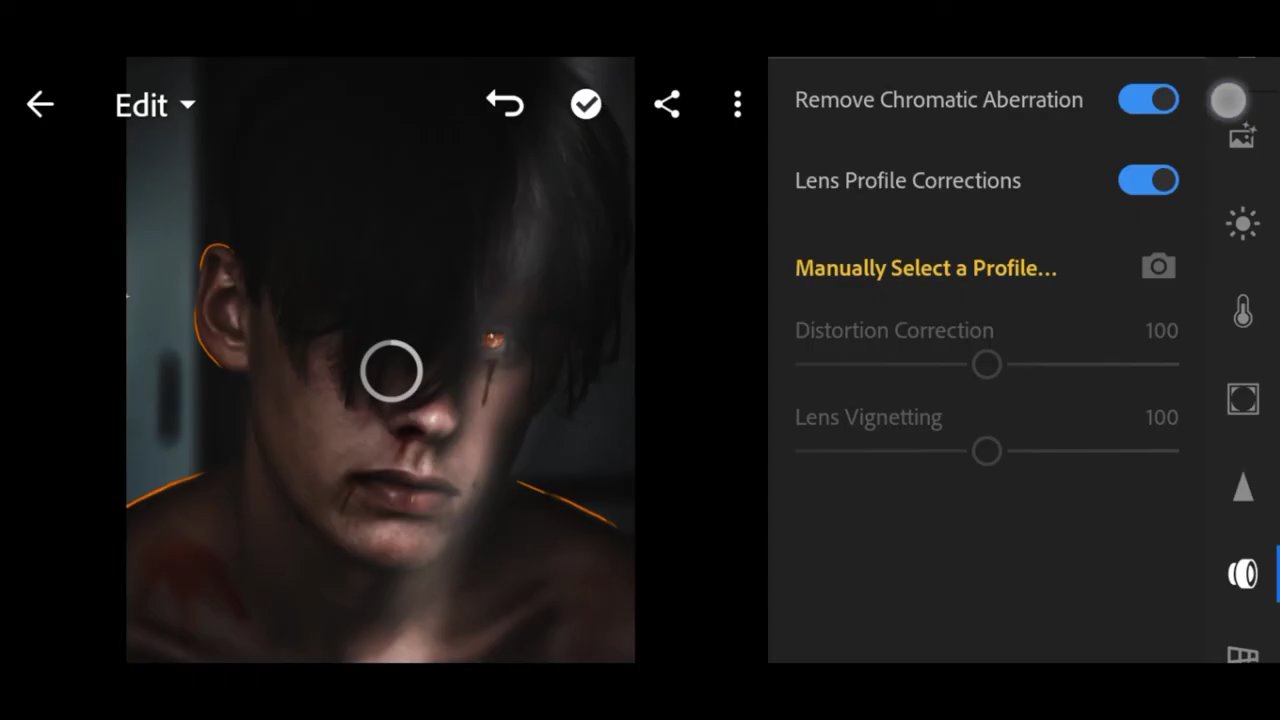 Edit
Remove Chromatic Aberration
Lens Profile Corrections
Manually Select a Profile...
Distortion Correction 100
Lens Vignetting 100